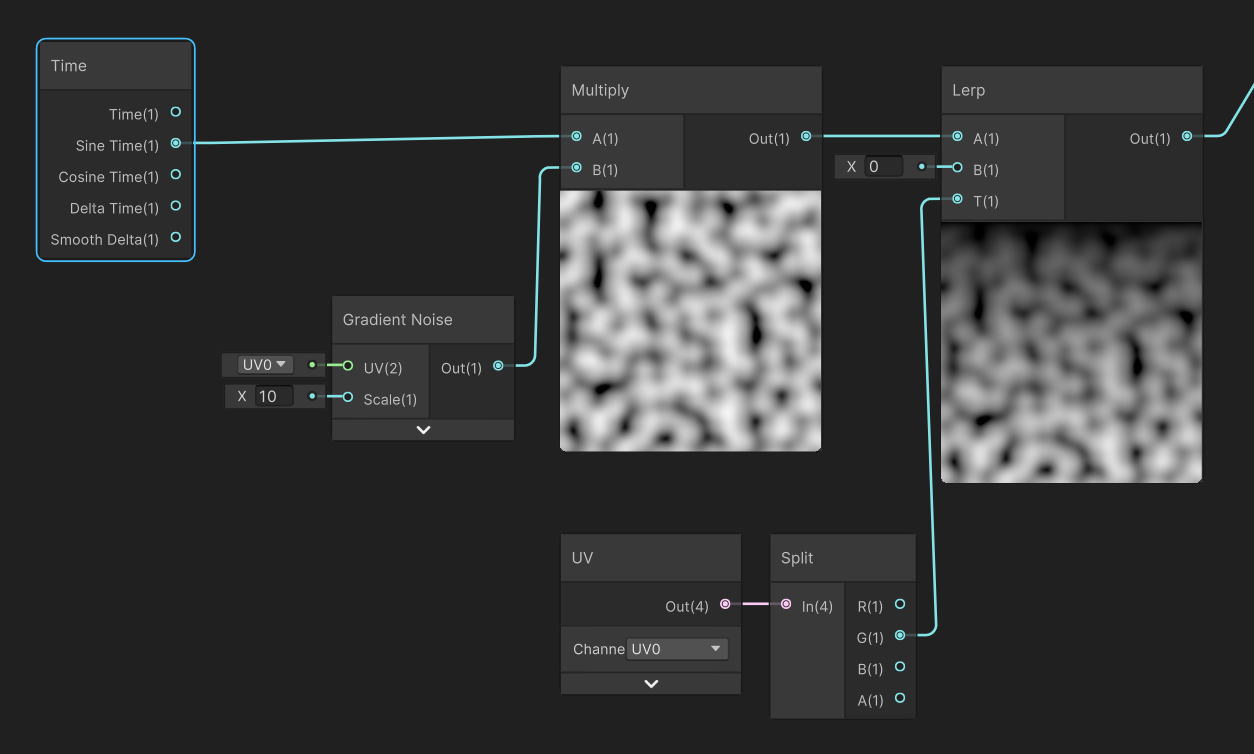 Time
Time(1)
Sine Time(1)
Cosine Time(1)
Delta Time(1)
Smooth Delta(1)
Multiply
A(1)
Out(1)
B(1)
Lerp
A(1)
Out(1)
X 0
B(1)
T(1)
Gradient Noise
UV0
UV(2)
Out(1)
X 10
Scale(1)
UV
Out(4)
Channe UV0
Split
In(4)
R(1)
G(1)
B(1)
A(1)